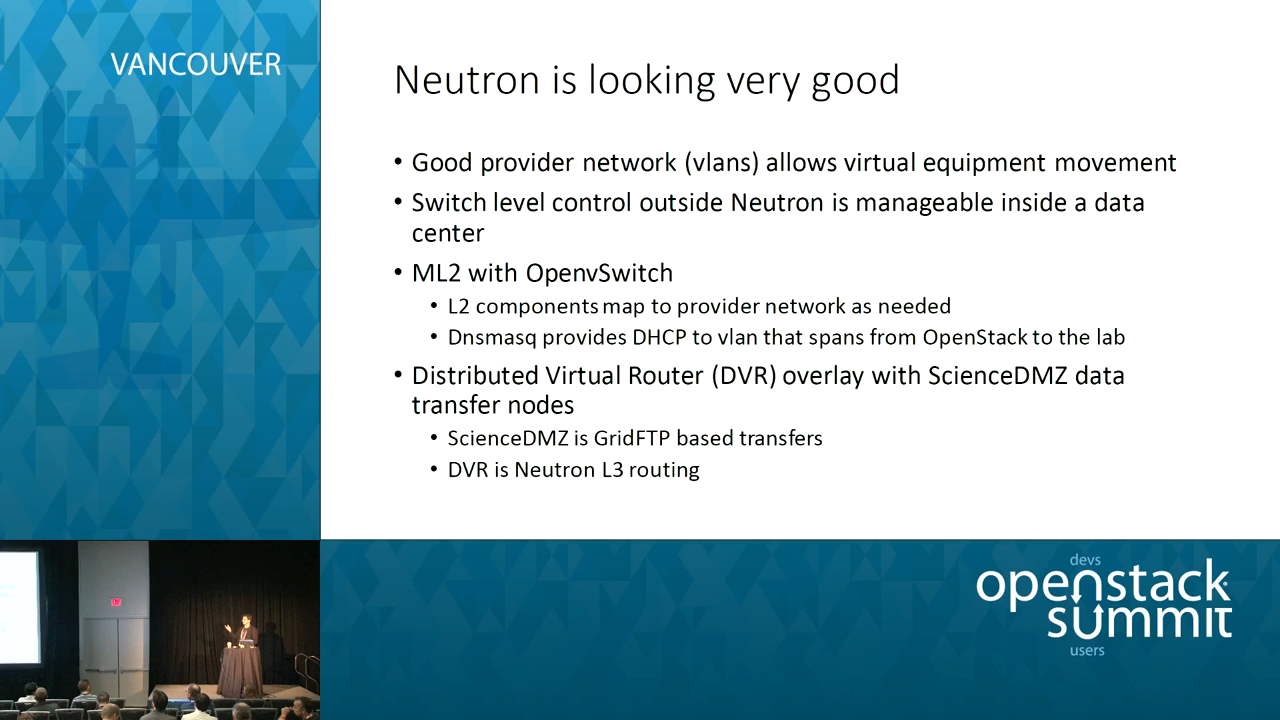 VANCOUVER
Neutron is looking very good
• Good provider network (vlans) allows virtual equipment movement
• Switch level control outside Neutron is manageable inside a data
center
• ML2 with OpenvSwitch
• L2 components map to provider network as needed
• Dnsmasq provides DHCP to vlan that spans from OpenStack to the lab
• Distributed Virtual Router (DVR) overlay with ScienceDMZ data
transfer nodes
• ScienceDMZ is GridFTP based transfers
• DVR is Neutron L3 routing
devs
openstack
summit
users